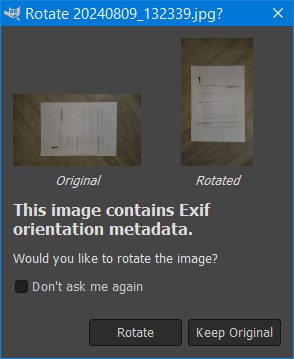 Rotate 20240809_132339.jpg?
Original
Rotated
This image contains Exif
orientation metadata.
Would you like to rotate the image?
Don't ask me again
Rotate
Keep Original